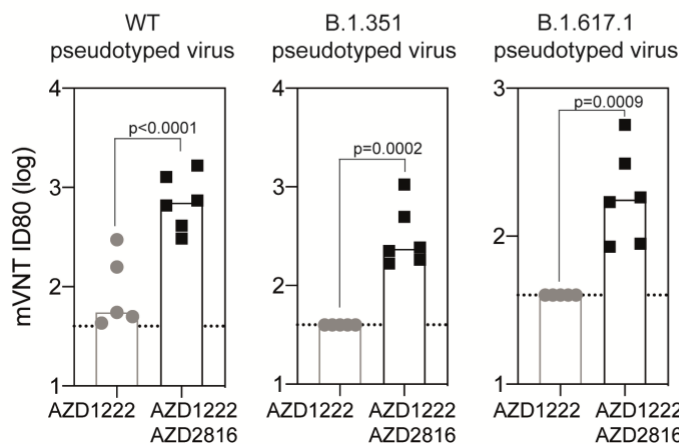 WT
pseudotyped virus
B.1.351
pseudotyped virus
B.1.617.1
pseudotyped virus
mVNT ID80 (log)
4
3
2
1
p<0.0001
AZD1222
AZD1222
AZD2816
4
3
2
1
p=0.0002
AZD1222
AZD1222
AZD2816
3
2
1
p=0.0009
AZD1222
AZD1222
AZD2816